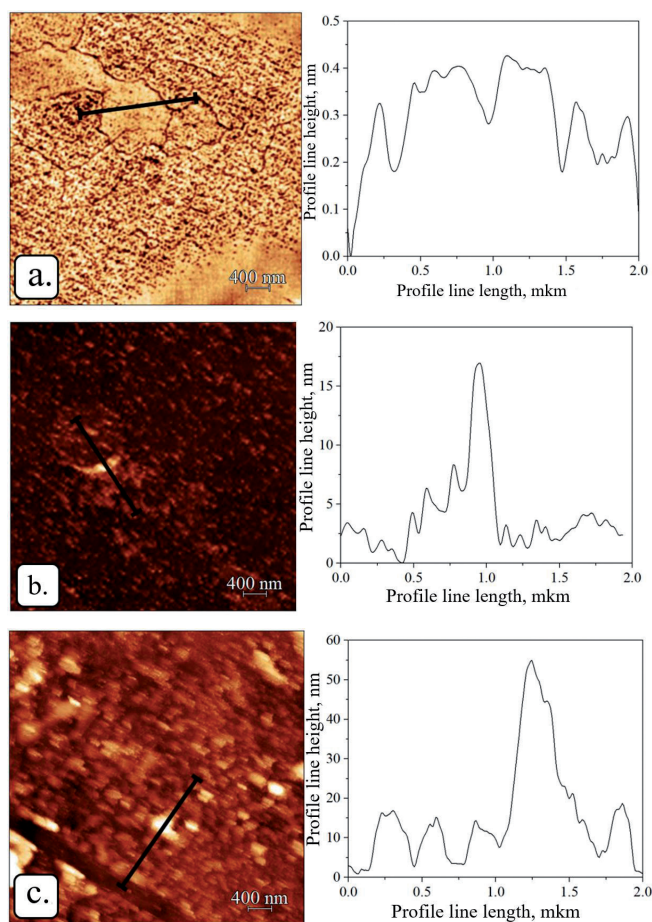 a.
400 nm
Profile line height, nm
0.5
0.4
0.3
0.2
0.1
0.0
0.0 0.5 1.0 1.5 2.0
Profile line length, mkm
b.
400 nm
Profile line height, nm
20
15
10
5
0
0.0 0.5 1.0 1.5 2.0
Profile line length, mkm
c.
400 nm
Profile line height, nm
60
50
40
30
20
10
0
0.0 0.5 1.0 1.5 2.0
Profile line length, mkm